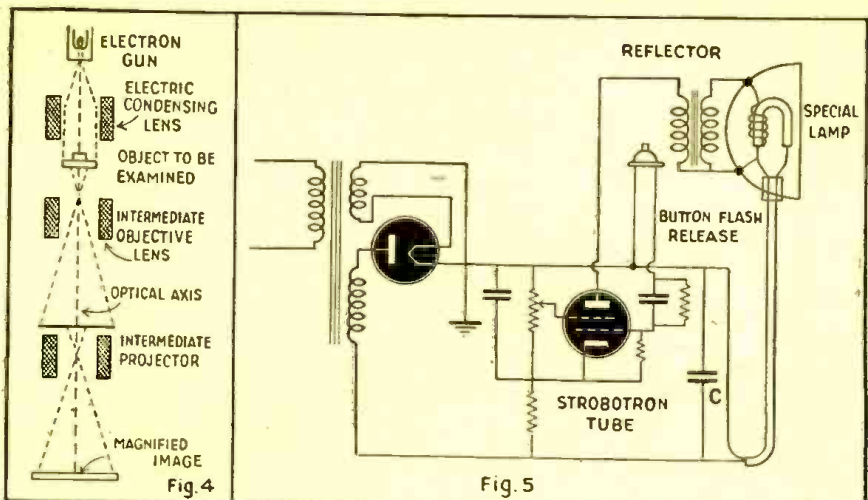 ELECTRON
GUN
ELECTRIC
CONDENSING
LENS
OBJECT TO BE
EXAMINED
INTERMEDIATE
OBJECTIVE
LENS
OPTICAL AXIS
INTERMEDIATE
PROJECTOR
MAGNIFIED
IMAGE
Fig.4
REFLECTOR
SPECIAL
LAMP
BUTTON FLASH
RELEASE
STROBOTRON
TUBE
C
Fig.5